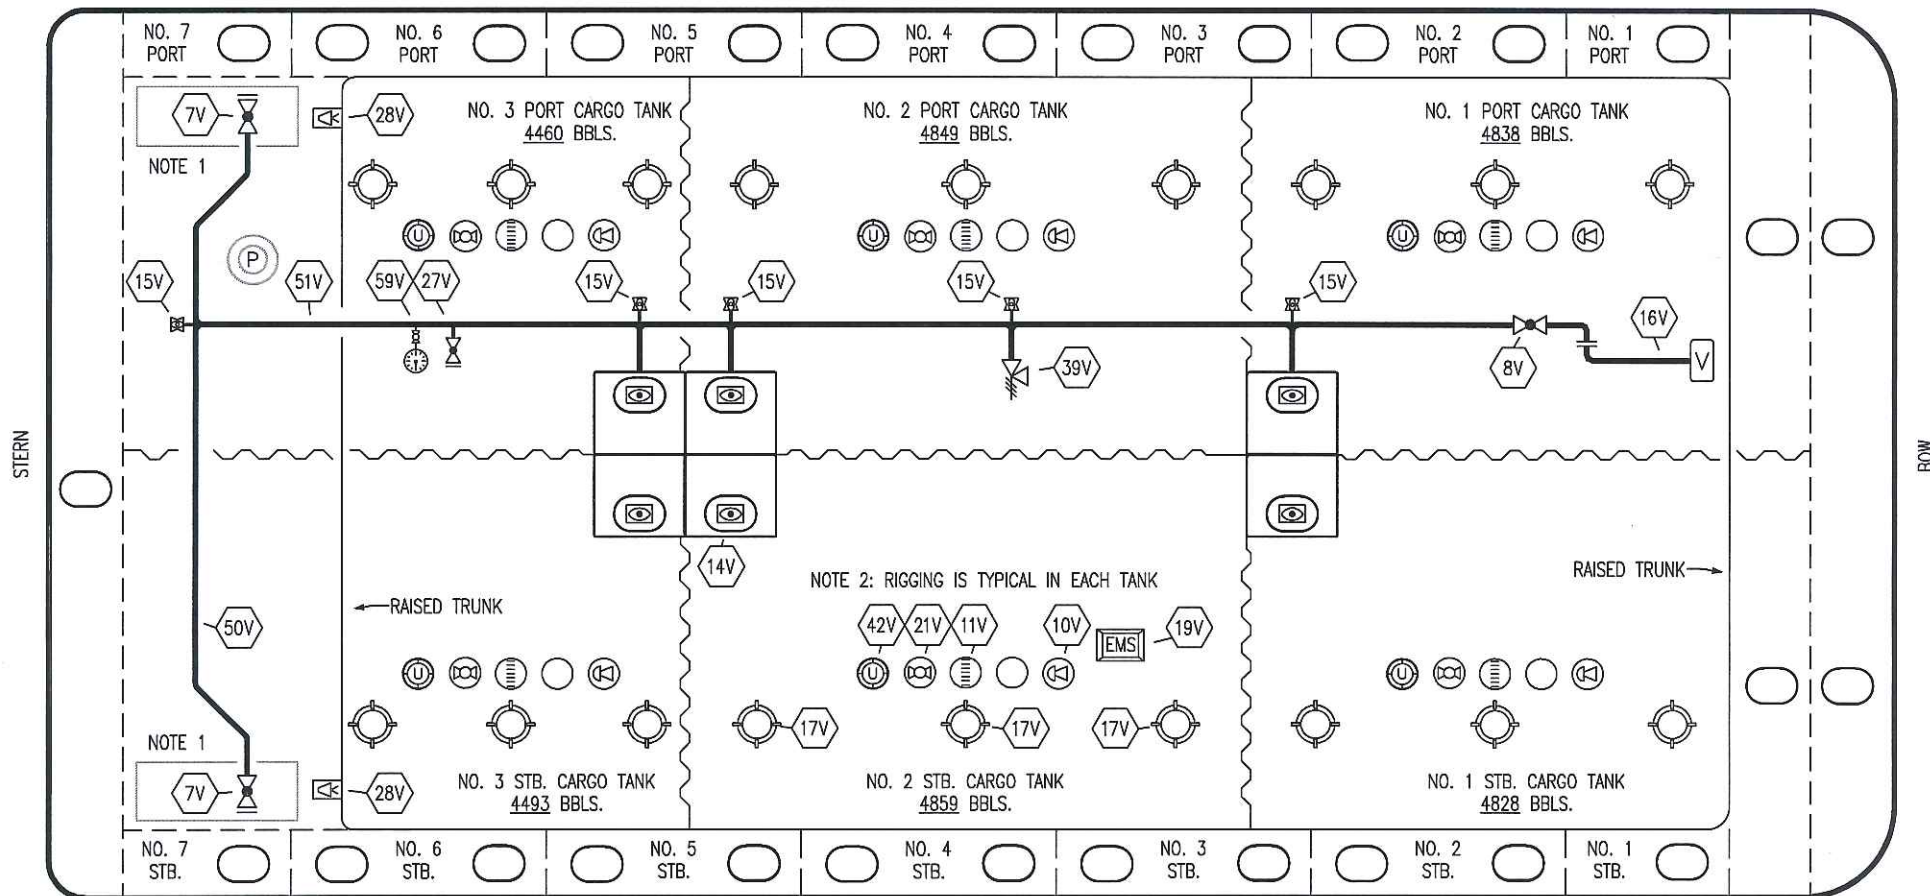 NO. 7
PORT
NO. 6
PORT
NO. 5
PORT
NO. 4
PORT
NO. 3
PORT
NO. 2
PORT
NO. 1
PORT
7V
28V
NO. 3 PORT CARGO TANK
4460 BBLS.
NO. 2 PORT CARGO TANK
4849 BBLS.
NO. 1 PORT CARGO TANK
4838 BBLS.
NOTE 1
U
U
U
P
15V
51V
59V
27V
15V
15V
15V
15V
16V
39V
8V
V
STERN
BOW
14V
NOTE 2: RIGGING IS TYPICAL IN EACH TANK
RAISED TRUNK
RAISED TRUNK
50V
42V
21V
11V
10V
EMS
19V
U
U
U
17V
17V
17V
NOTE 1
7V
28V
NO. 3 STB. CARGO TANK
4493 BBLS.
NO. 2 STB. CARGO TANK
4859 BBLS.
NO. 1 STB. CARGO TANK
4828 BBLS.
NO. 7
STB.
NO. 6
STB.
NO. 5
STB.
NO. 4
STB.
NO. 3
STB.
NO. 2
STB.
NO. 1
STB.